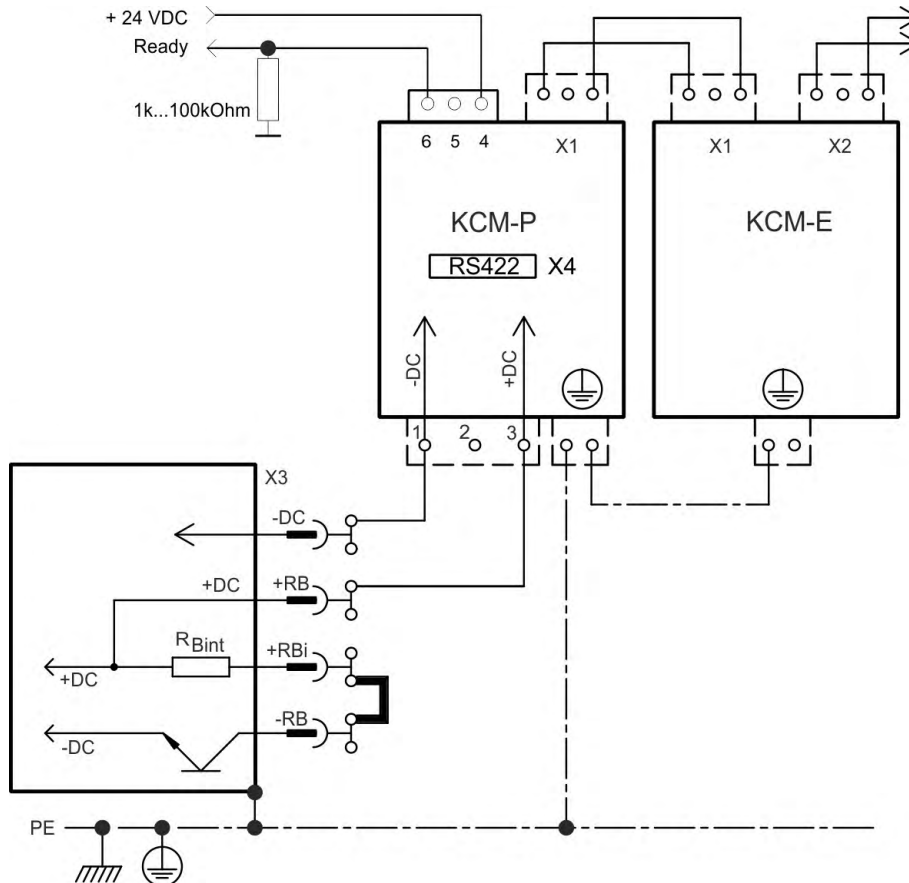 + 24 VDC
Ready
1k...100kOhm
6 5 4
X1
X1
X2
KCM-P
KCM-E
RS422
X4
-DC
+DC
1 2 3
X3
-DC
+DC
+RB
RBint
+RBi
+DC
-RB
-DC
PE